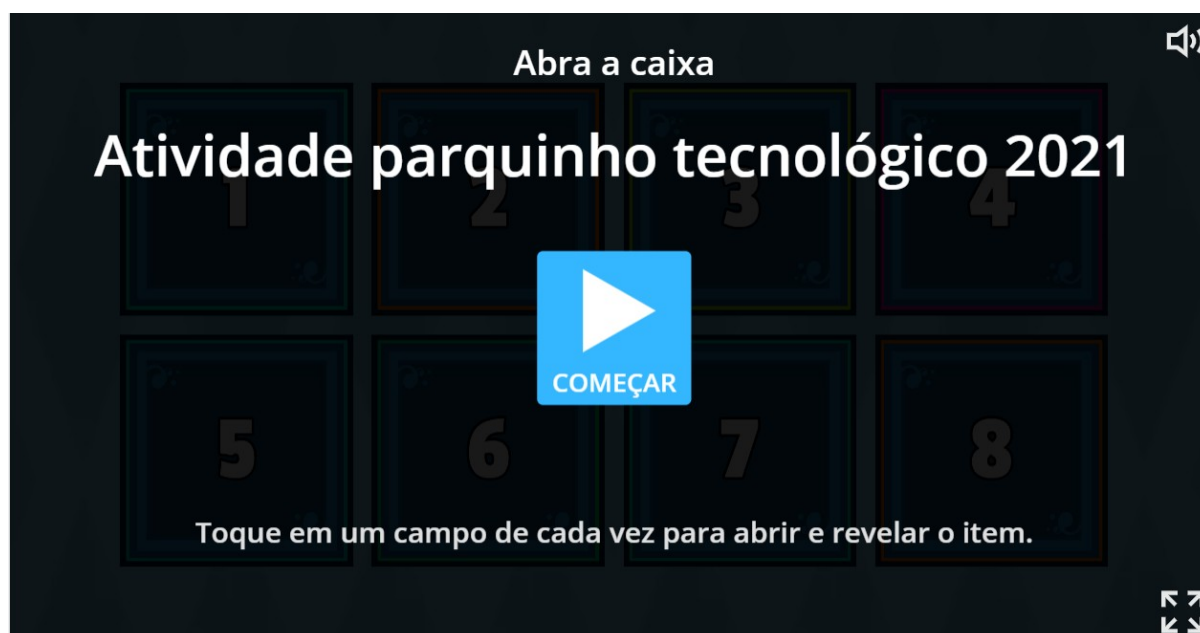 Abra a caixa
Atividade parquinho tecnológico 2021
1 2 3 4
COMEÇAR
5 6 7 8
Toque em um campo de cada vez para abrir e revelar o item.